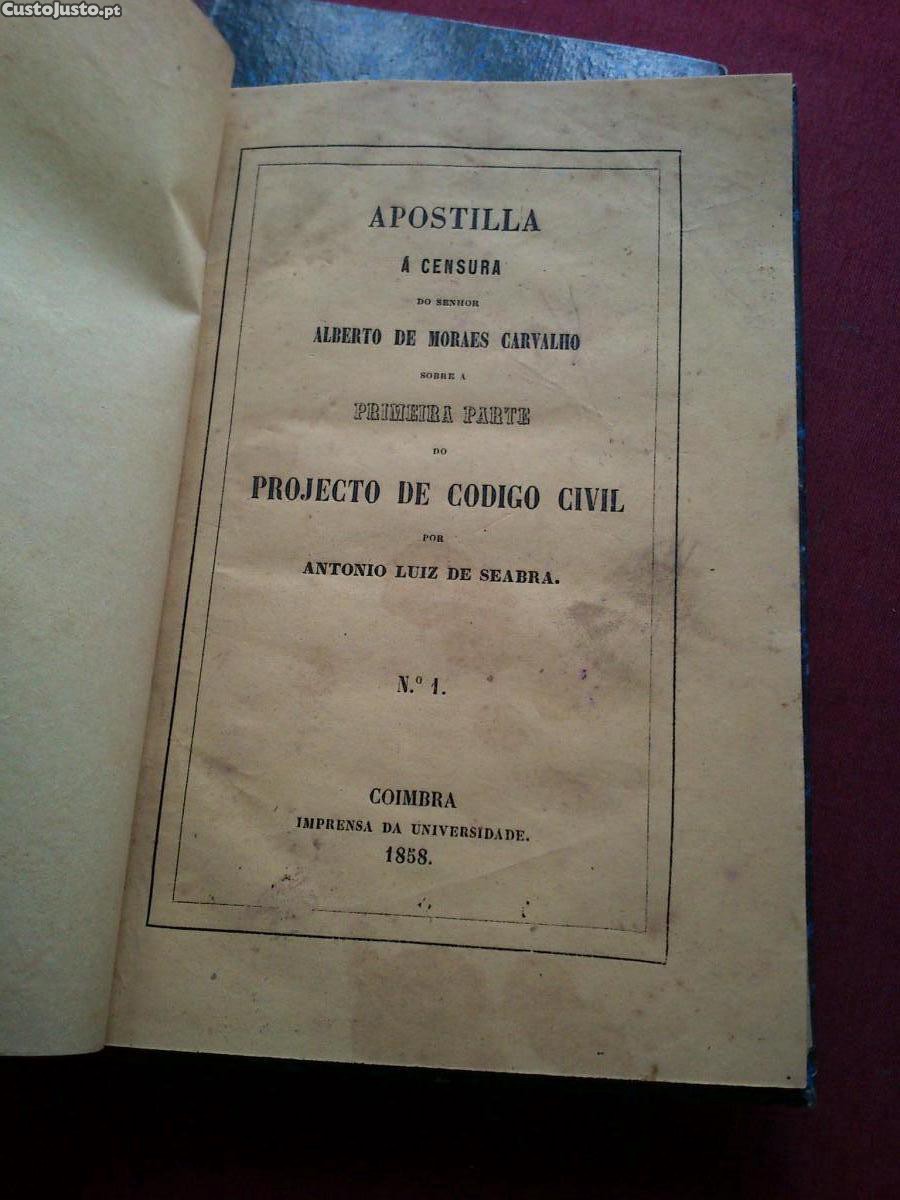 CustoJusto.pt
APOSTILLA
Á CENSURA
DO SENHOR
ALBERTO DE MORAES CARVALHO
SOBRE A
PRIMEIRA PARTE
DO
PROJECTO DE CODIGO CIVIL
POR
ANTONIO LUIZ DE SEABRA.
N.º 1.
COIMBRA
IMPRENSA DA UNIVERSIDADE.
1858.